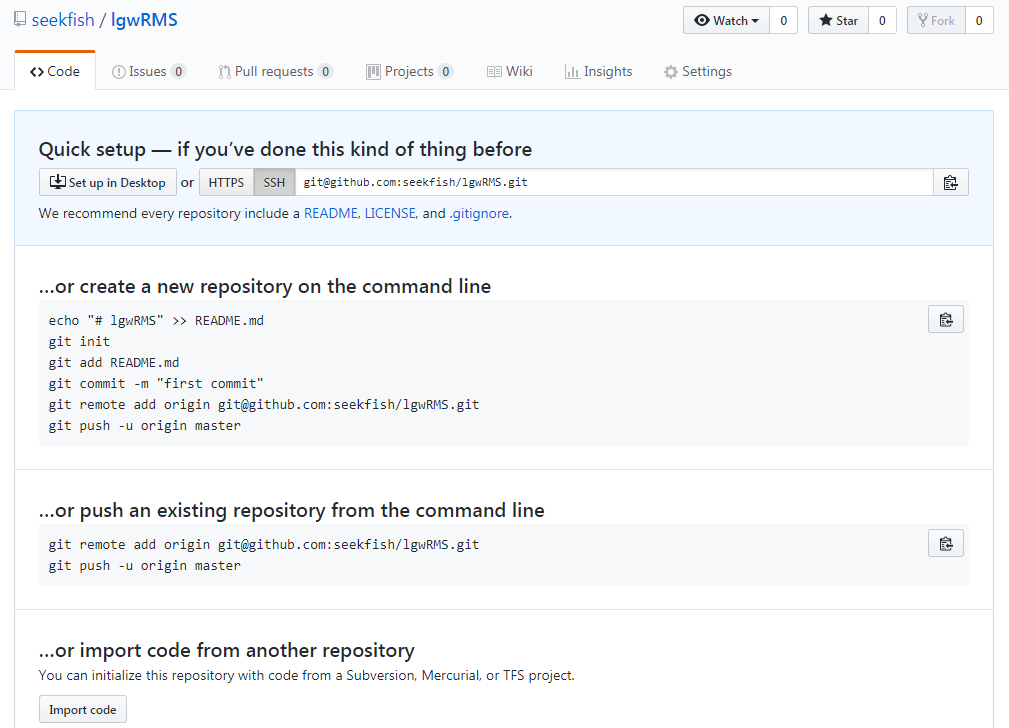 seekfish / lgwRMS
Watch 0 Star 0 Fork 0
Code Issues 0 Pull requests 0 Projects 0 Wiki Insights Settings
Quick setup — if you’ve done this kind of thing before
Set up in Desktop or HTTPS SSH git@github.com:seekfish/lgwRMS.git
We recommend every repository include a README, LICENSE, and .gitignore.
…or create a new repository on the command line
echo "# lgwRMS" >> README.md
git init
git add README.md
git commit -m "first commit"
git remote add origin git@github.com:seekfish/lgwRMS.git
git push -u origin master
…or push an existing repository from the command line
git remote add origin git@github.com:seekfish/lgwRMS.git
git push -u origin master
…or import code from another repository
You can initialize this repository with code from a Subversion, Mercurial, or TFS project.
Import code